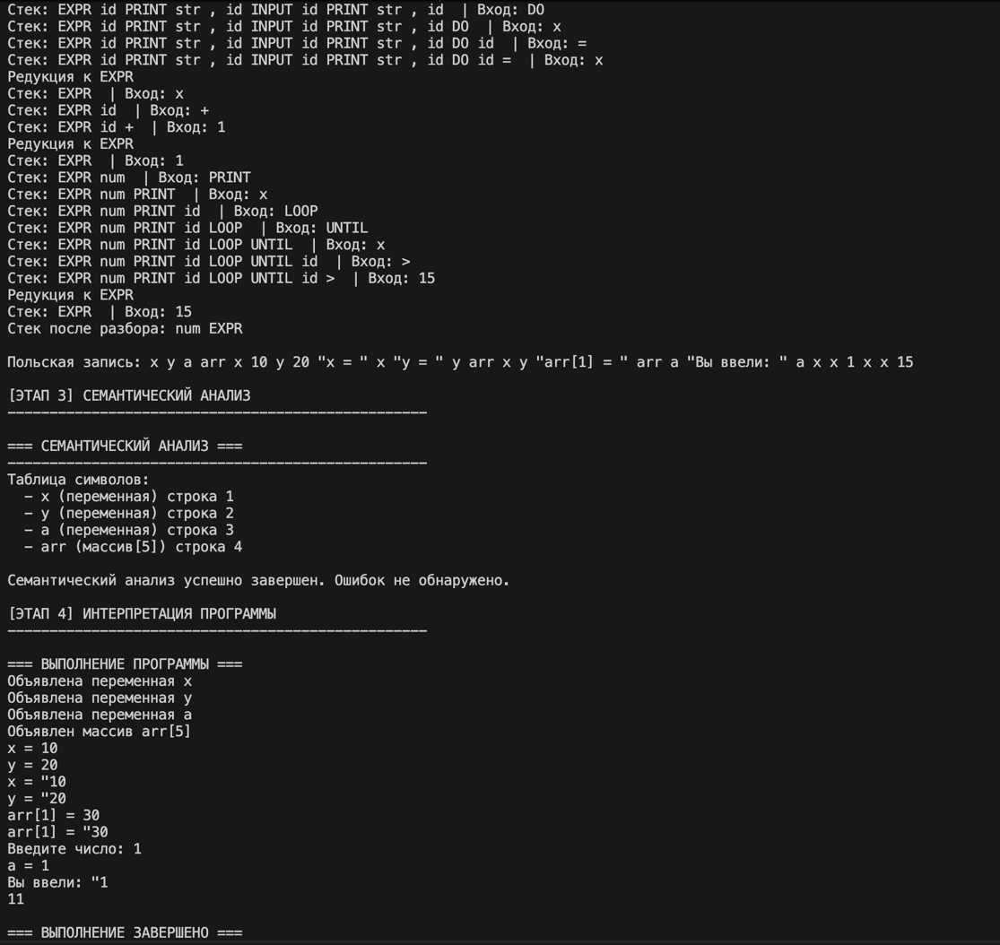 Стек: EXPR id PRINT str , id INPUT id PRINT str , id  | Вход: DO
Стек: EXPR id PRINT str , id INPUT id PRINT str , id DO  | Вход: x
Стек: EXPR id PRINT str , id INPUT id PRINT str , id DO id  | Вход: =
Стек: EXPR id PRINT str , id INPUT id PRINT str , id DO id =  | Вход: x
Редукция к EXPR
Стек: EXPR  | Вход: x
Стек: EXPR id  | Вход: +
Стек: EXPR id +  | Вход: 1
Редукция к EXPR
Стек: EXPR  | Вход: 1
Стек: EXPR num  | Вход: PRINT
Стек: EXPR num PRINT  | Вход: x
Стек: EXPR num PRINT id  | Вход: LOOP
Стек: EXPR num PRINT id LOOP  | Вход: UNTIL
Стек: EXPR num PRINT id LOOP UNTIL  | Вход: x
Стек: EXPR num PRINT id LOOP UNTIL id  | Вход: >
Стек: EXPR num PRINT id LOOP UNTIL id >  | Вход: 15
Редукция к EXPR
Стек: EXPR  | Вход: 15
Стек после разбора: num EXPR
Польская запись: x y a arr x 10 y 20 "x = " x "y = " y arr x y "arr[1] = " arr a "Вы ввели: " a x x 1 x x 15
[ЭТАП 3] СЕМАНТИЧЕСКИЙ АНАЛИЗ
--------------------------------------------------
=== СЕМАНТИЧЕСКИЙ АНАЛИЗ ===
--------------------------------------------------
Таблица символов:
  - x (переменная) строка 1
  - y (переменная) строка 2
  - a (переменная) строка 3
  - arr (массив[5]) строка 4
Семантический анализ успешно завершен. Ошибок не обнаружено.
[ЭТАП 4] ИНТЕРПРЕТАЦИЯ ПРОГРАММЫ
--------------------------------------------------
=== ВЫПОЛНЕНИЕ ПРОГРАММЫ ===
Объявлена переменная x
Объявлена переменная y
Объявлена переменная a
Объявлен массив arr[5]
x = 10
y = 20
x = "10
y = "20
arr[1] = 30
arr[1] = "30
Введите число: 1
a = 1
Вы ввели: "1
11
=== ВЫПОЛНЕНИЕ ЗАВЕРШЕНО ===